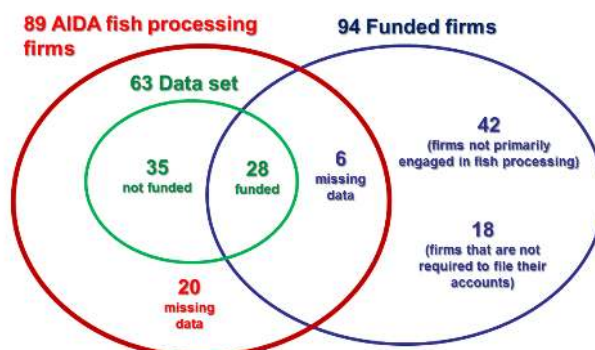 89 AIDA fish processing
firms
94 Funded firms
63 Data set
35
not funded
28
funded
6
missing
data
42
(firms not primarily
engaged in fish processing)
18
(firms that are not
required to file their
accounts)
20
missing
data